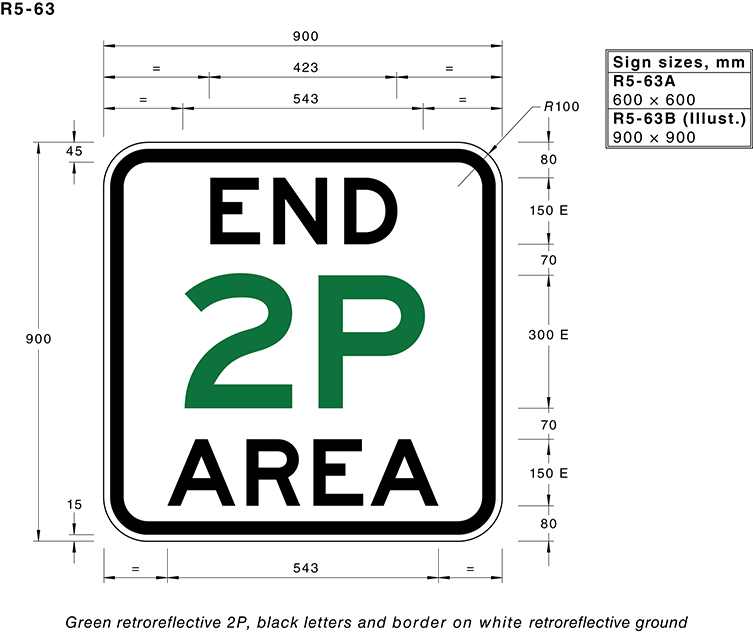 R5-63
900
= 423 =
= 543 =
R100
Sign sizes, mm
R5-63A
600 × 600
R5-63B (Illust.)
900 × 900
45
80
END
150 E
70
2P
900
300 E
70
AREA
150 E
15
80
= 543 =
Green retroreflective 2P, black letters and border on white retroreflective ground